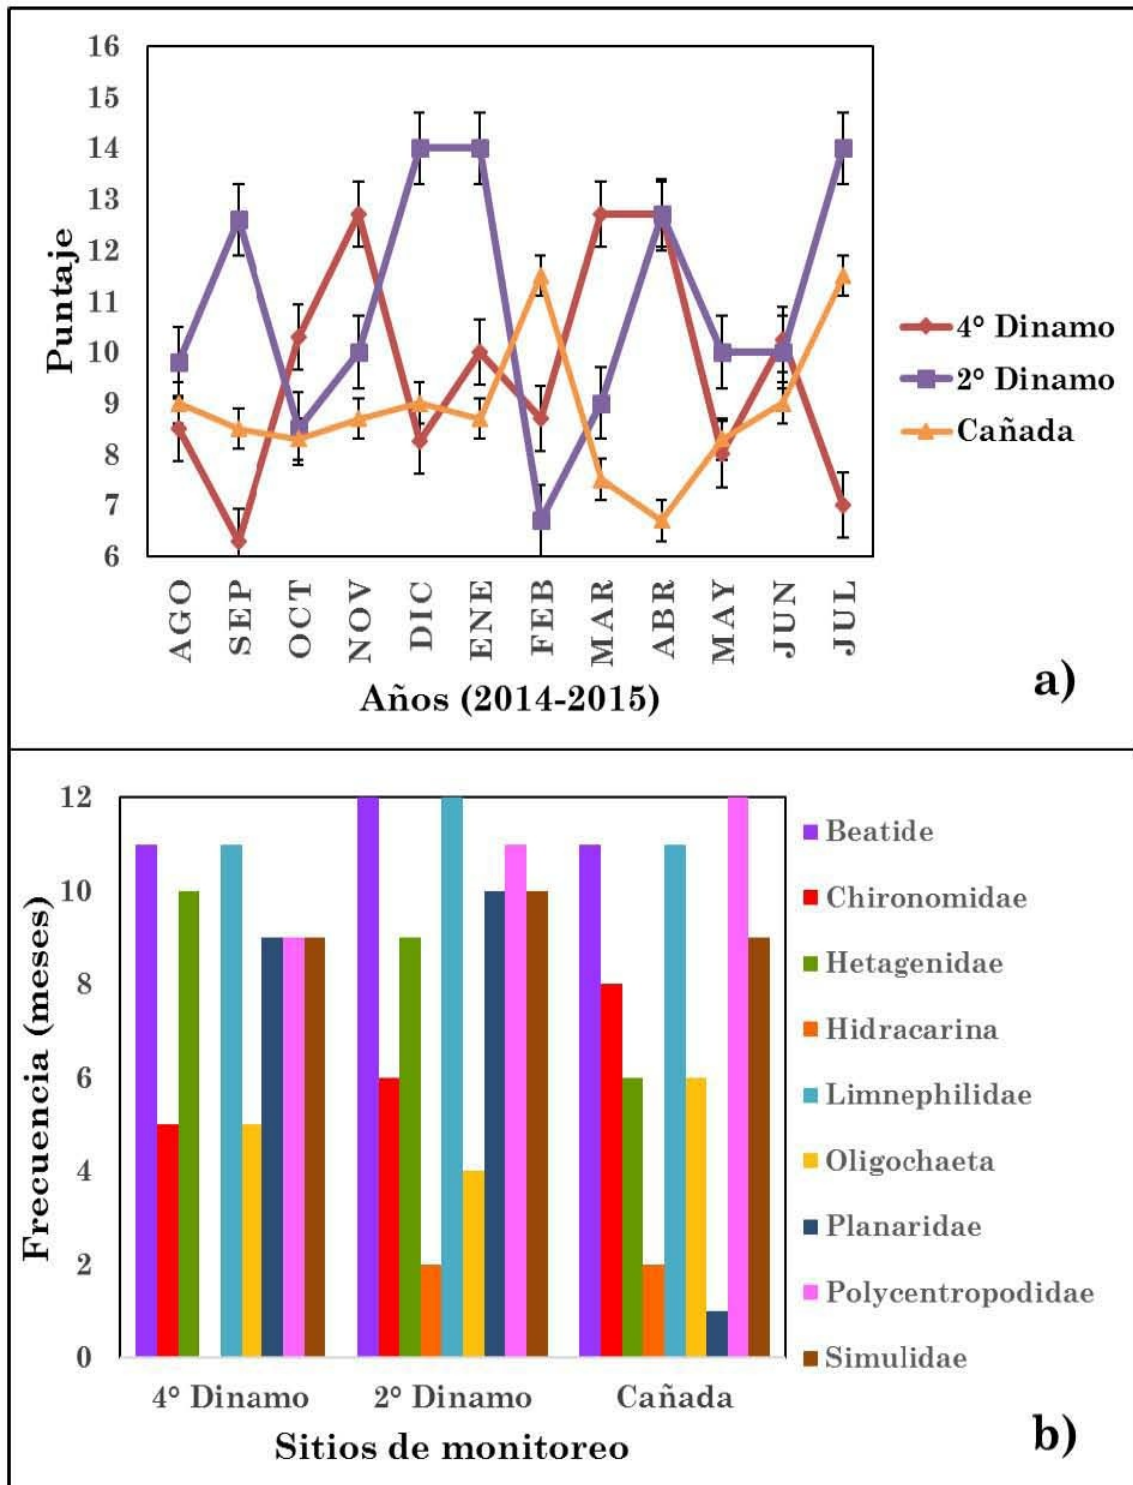 16
15
14
13
12
11
10
9
8
7
6
Puntaje
AGO
SEP
OCT
NOV
DIC
ENE
FEB
MAR
ABR
MAY
JUN
JUL
Años (2014-2015)
4° Dinamo
2° Dinamo
Cañada
a)
12
10
8
6
4
2
0
Frecuencia (meses)
4° Dinamo
2° Dinamo
Cañada
Sitios de monitoreo
Beatide
Chironomidae
Hetagenidae
Hidracarina
Limnephilidae
Oligochaeta
Planaridae
Polycentropodidae
Simulidae
b)